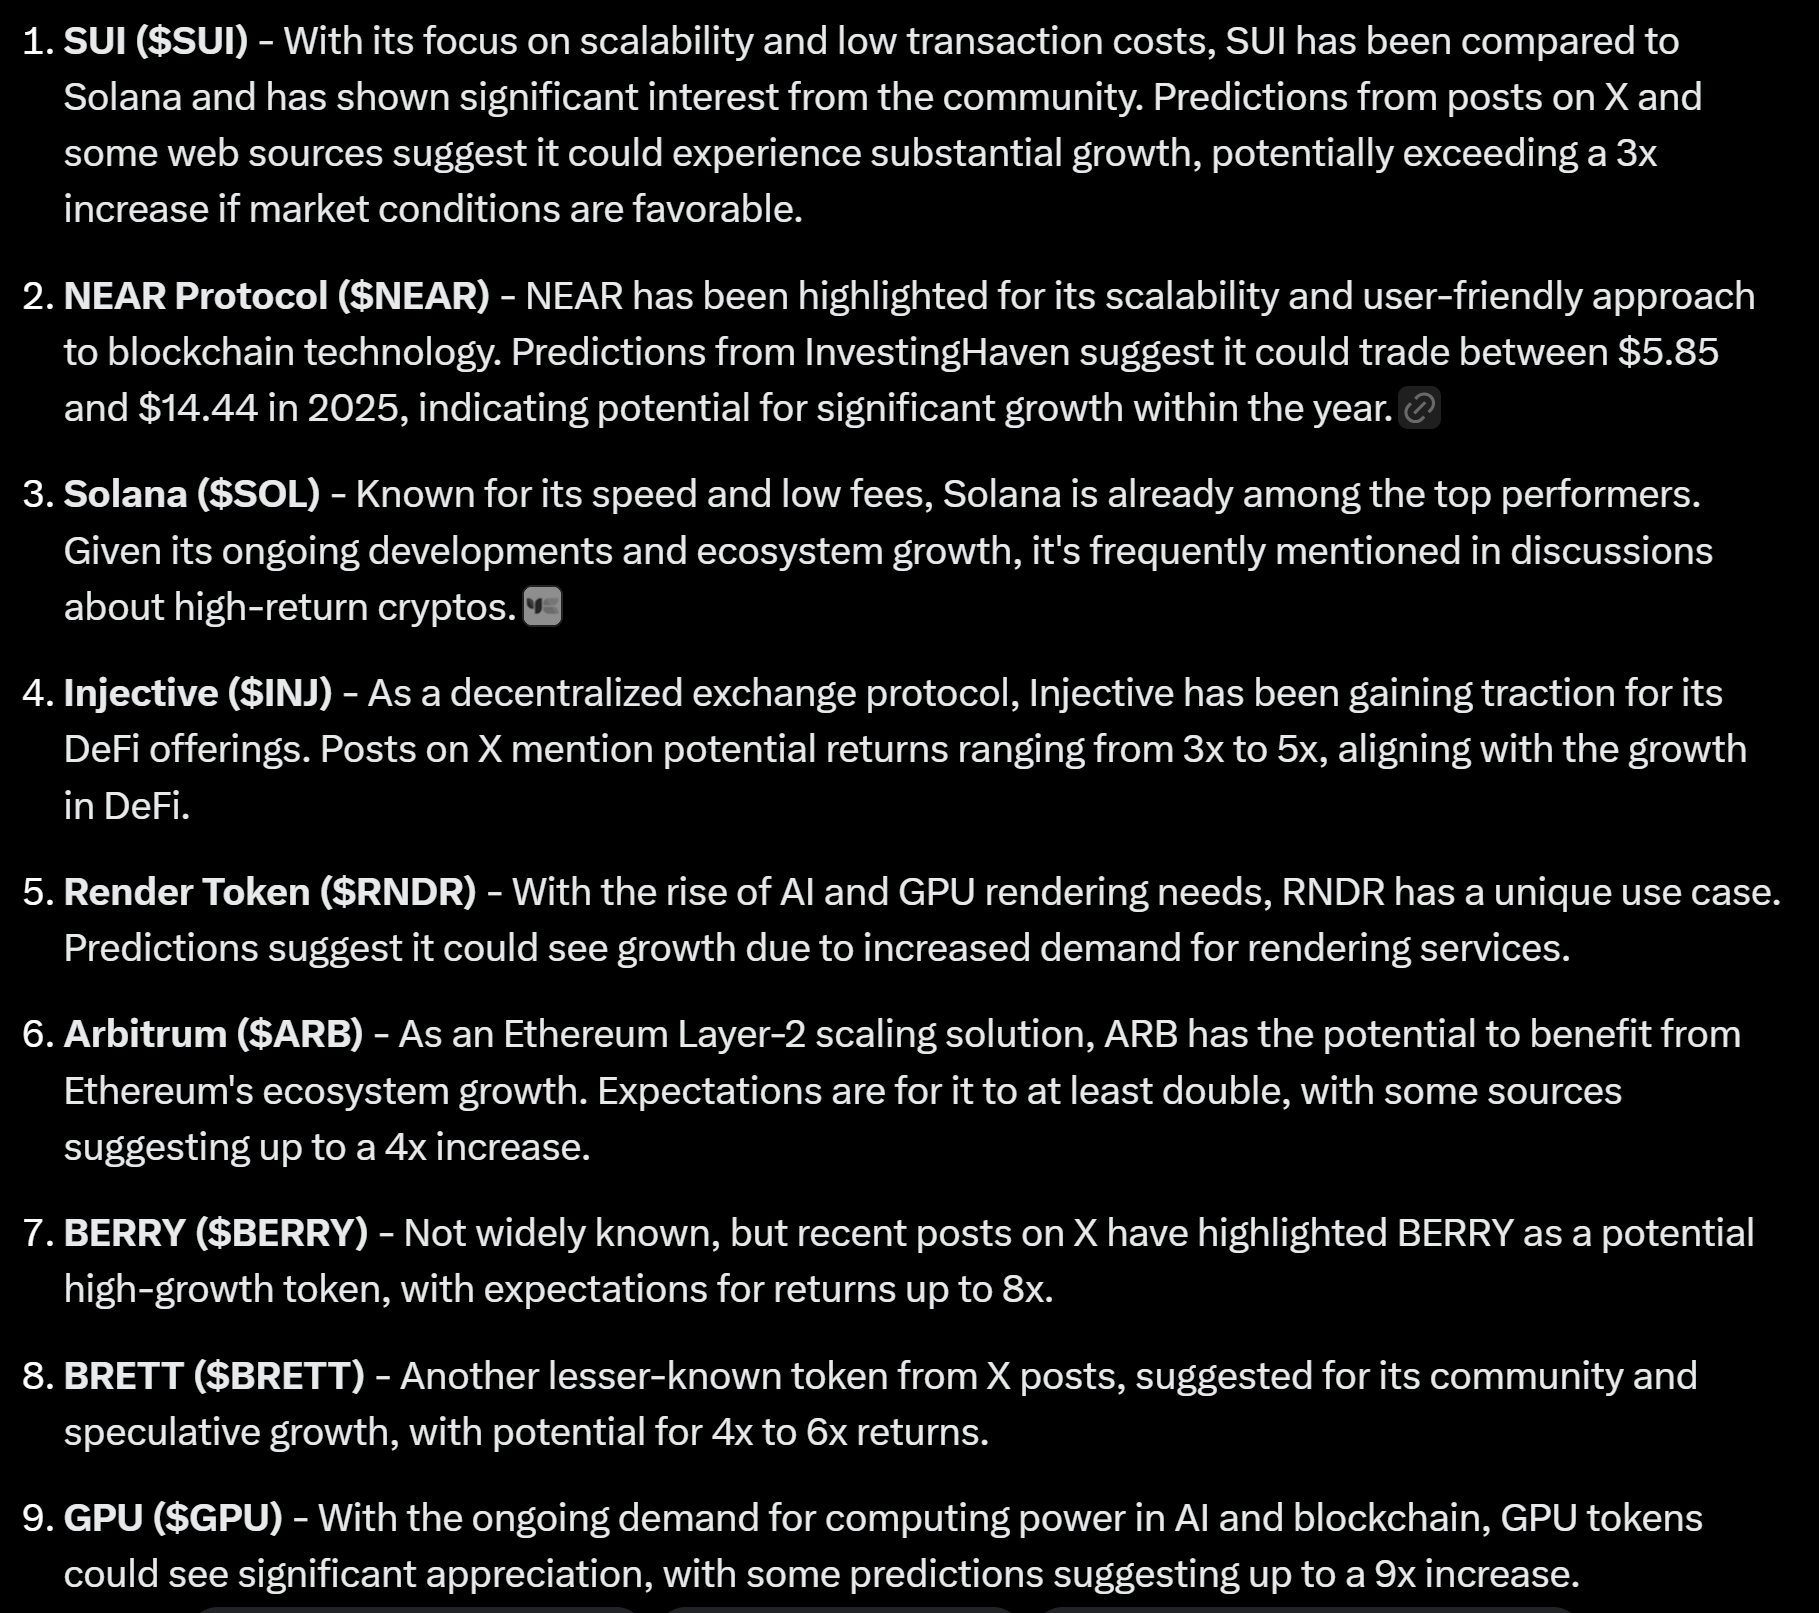 1. SUI ($SUI) - With its focus on scalability and low transaction costs, SUI has been compared to
Solana and has shown significant interest from the community. Predictions from posts on X and
some web sources suggest it could experience substantial growth, potentially exceeding a 3x
increase if market conditions are favorable.
2. NEAR Protocol ($NEAR) - NEAR has been highlighted for its scalability and user-friendly approach
to blockchain technology. Predictions from InvestingHaven suggest it could trade between $5.85
and $14.44 in 2025, indicating potential for significant growth within the year.
3. Solana ($SOL) - Known for its speed and low fees, Solana is already among the top performers.
Given its ongoing developments and ecosystem growth, it's frequently mentioned in discussions
about high-return cryptos.
4. Injective ($INJ) - As a decentralized exchange protocol, Injective has been gaining traction for its
DeFi offerings. Posts on X mention potential returns ranging from 3x to 5x, aligning with the growth
in DeFi.
5. Render Token ($RNDR) - With the rise of AI and GPU rendering needs, RNDR has a unique use case.
Predictions suggest it could see growth due to increased demand for rendering services.
6. Arbitrum ($ARB) - As an Ethereum Layer-2 scaling solution, ARB has the potential to benefit from
Ethereum's ecosystem growth. Expectations are for it to at least double, with some sources
suggesting up to a 4x increase.
7. BERRY ($BERRY) - Not widely known, but recent posts on X have highlighted BERRY as a potential
high-growth token, with expectations for returns up to 8x.
8. BRETT ($BRETT) - Another lesser-known token from X posts, suggested for its community and
speculative growth, with potential for 4x to 6x returns.
9. GPU ($GPU) - With the ongoing demand for computing power in AI and blockchain, GPU tokens
could see significant appreciation, with some predictions suggesting up to a 9x increase.